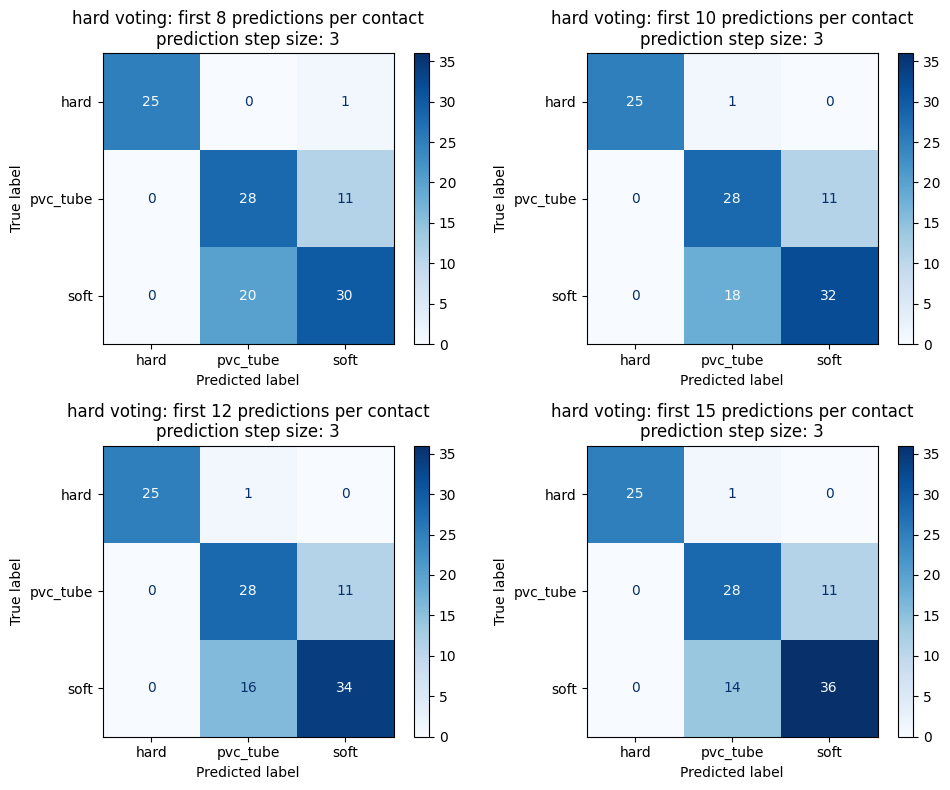 hard voting: first 8 predictions per contact
prediction step size: 3
hard
25
0
1
pvc_tube
0
28
11
soft
0
20
30
hard
pvc_tube
soft
Predicted label
True label
35
30
25
20
15
10
5
0
hard voting: first 10 predictions per contact
prediction step size: 3
hard
25
1
0
pvc_tube
0
28
11
soft
0
18
32
hard
pvc_tube
soft
Predicted label
True label
35
30
25
20
15
10
5
0
hard voting: first 12 predictions per contact
prediction step size: 3
hard
25
1
0
pvc_tube
0
28
11
soft
0
16
34
hard
pvc_tube
soft
Predicted label
True label
35
30
25
20
15
10
5
0
hard voting: first 15 predictions per contact
prediction step size: 3
hard
25
1
0
pvc_tube
0
28
11
soft
0
14
36
hard
pvc_tube
soft
Predicted label
True label
35
30
25
20
15
10
5
0